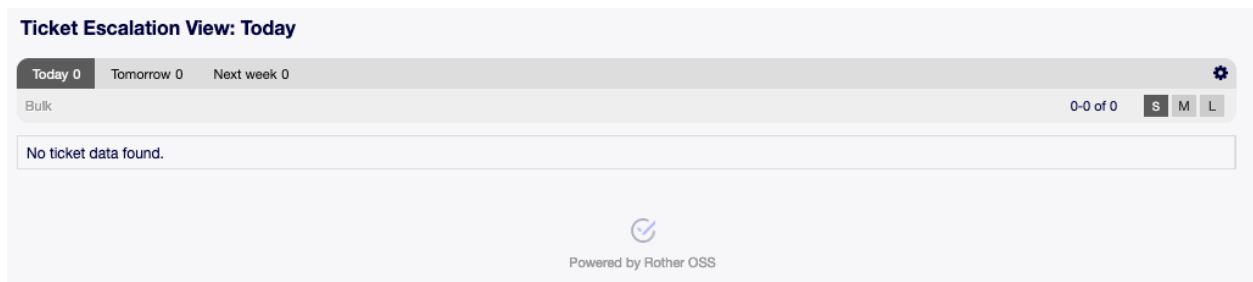 Ticket Escalation View: Today
Today 0 Tomorrow 0 Next week 0
Bulk 0-0 of 0 S M L
No ticket data found.
Powered by Rother OSS